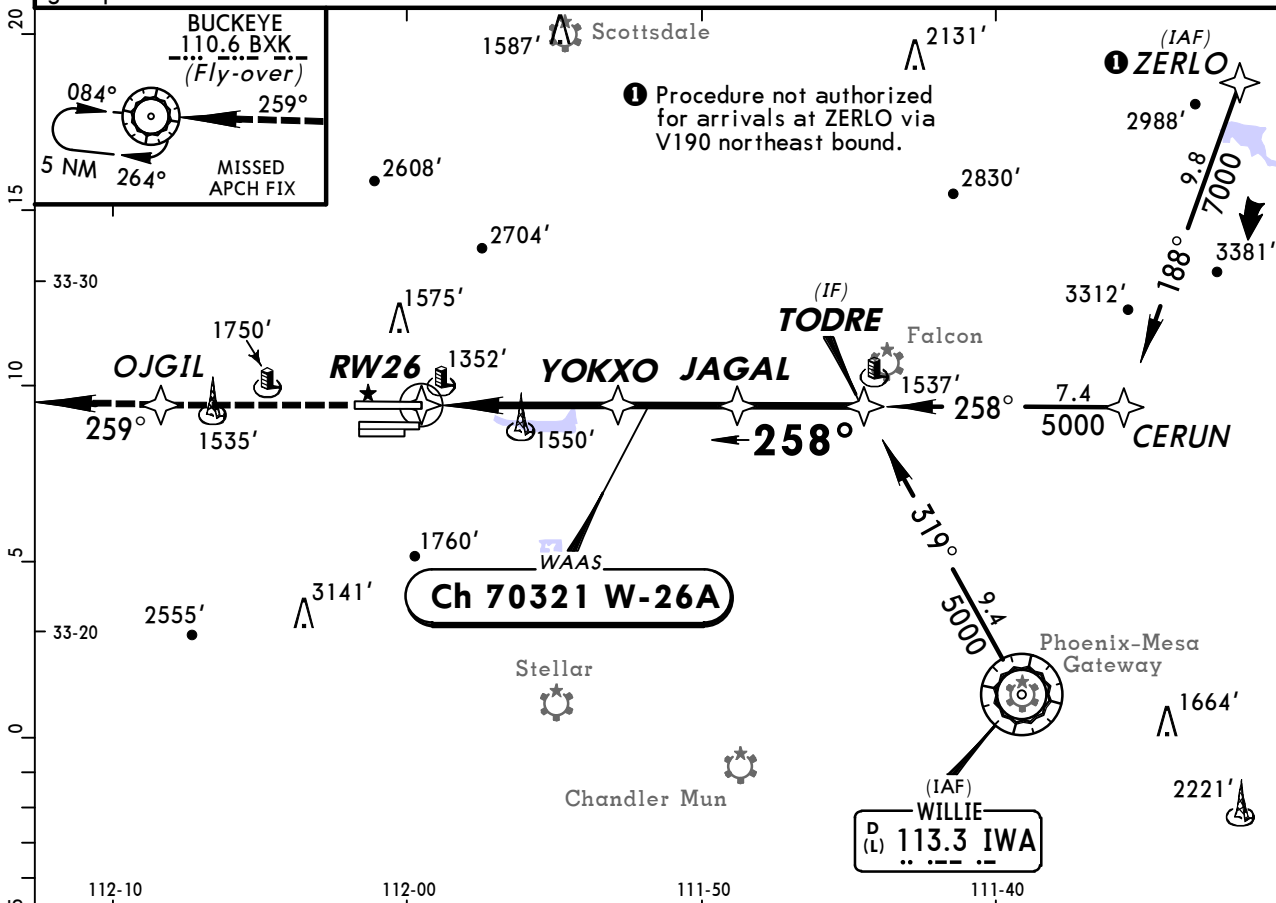 20
BUCKEYE
110.6 BXK
(Fly-over)
084°
259°
5 NM
264°
MISSED
APCH FIX
1587'
Scottsdale
2131'
(IAF)
1 ZERLO
2988'
1 Procedure not authorized
for arrivals at ZERLO via
V190 northeast bound.
9.8
7000
188°
15
2608'
2830'
2704'
3381'
33-30
1575'
3312'
(IF)
TODRE
Falcon
1750'
10
OJGIL
RW26
1352'
YOKXO
JAGAL
1537'
258°
7.4
5000
CERUN
259°
1535'
1550'
258°
319°
9.4
5000
5
1760'
WAAS
Ch 70321 W-26A
3141'
2555'
33-20
Stellar
Phoenix-Mesa
Gateway
1664'
0
Chandler Mun
(IAF)
WILLIE
D
(L)
113.3 IWA
2221'
112-10
112-00
111-50
111-40